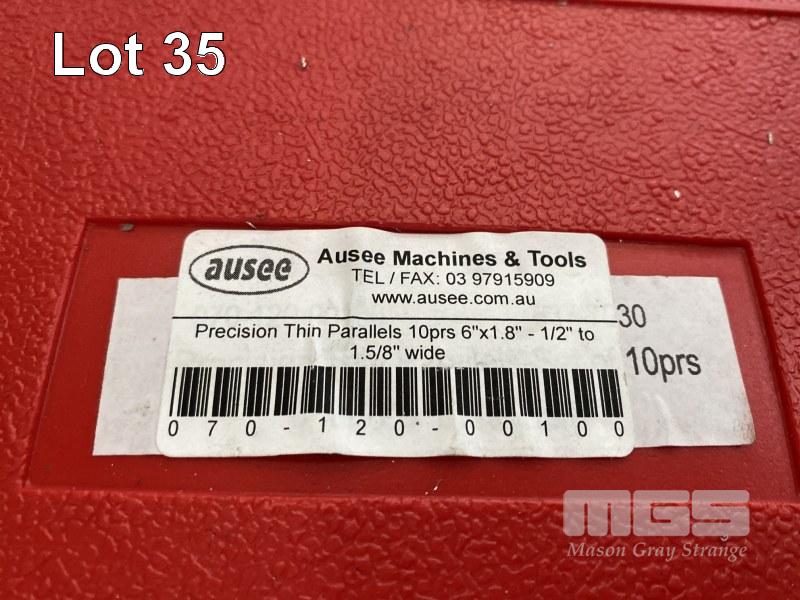 Lot 35
ausee
Ausee Machines & Tools
TEL / FAX: 03 97915909
www.ausee.com.au
Precision Thin Parallels 10prs 6"x1.8" - 1/2" to
1.5/8" wide
070-120-00100
30
10prs
MGS
Mason Gray Strange